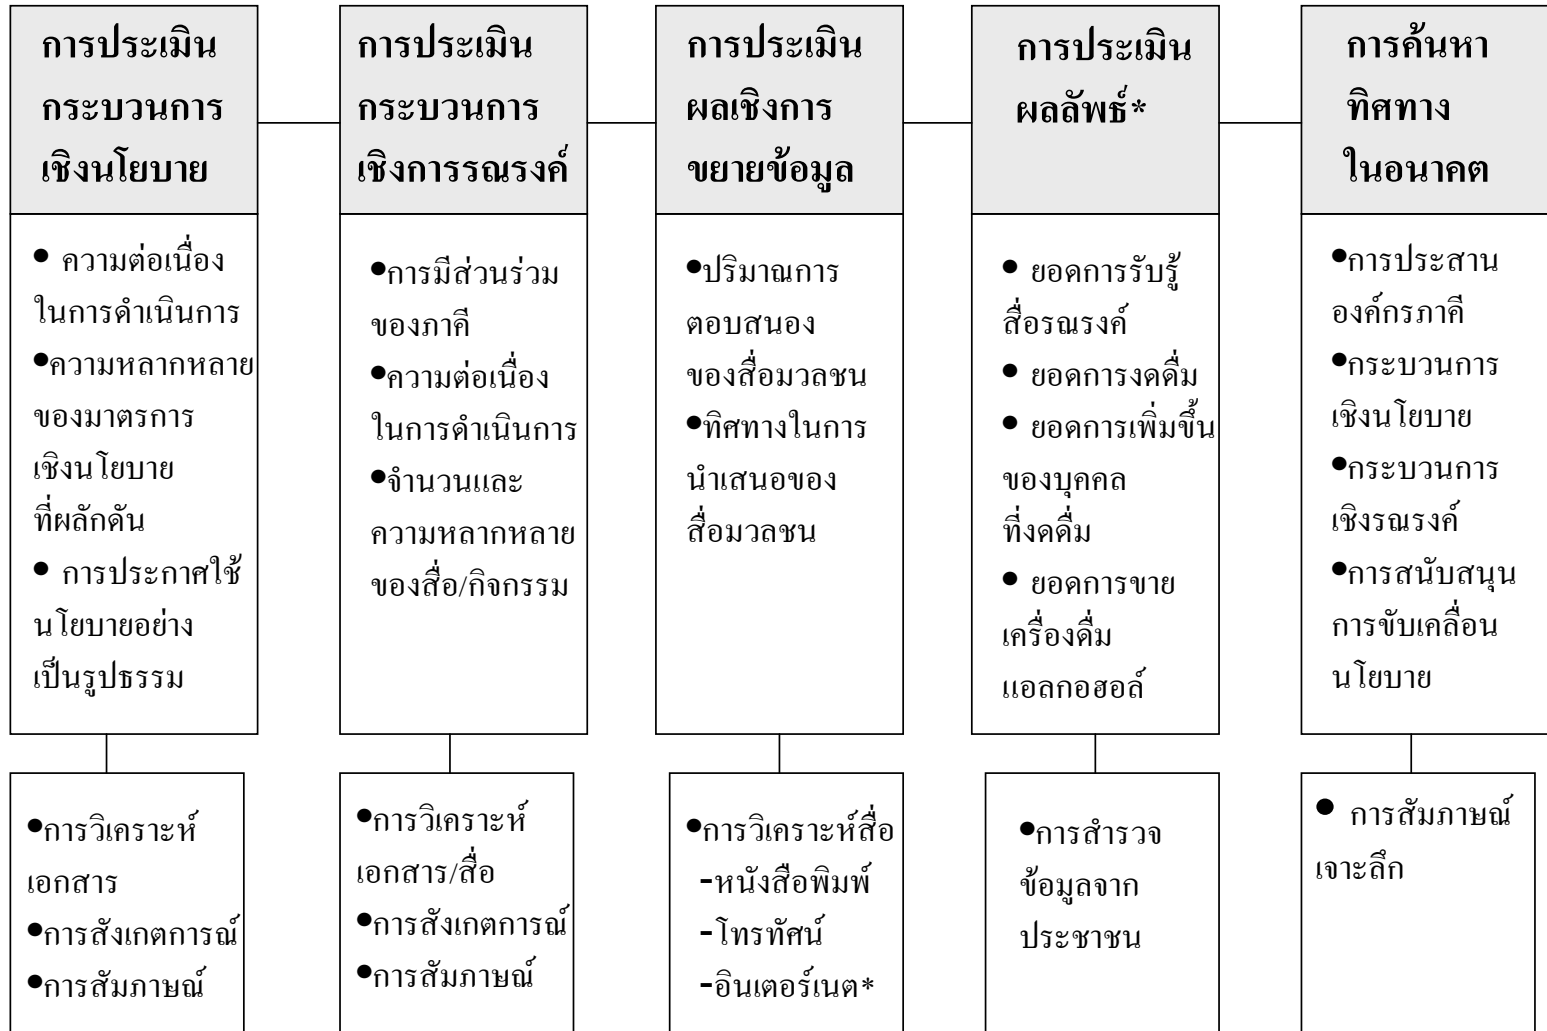 การประเมิน
กระบวนการ
เชิงนโยบาย
● ความต่อเนื่อง
ในการดำเนินการ
●ความหลากหลาย
ของมาตรการ
เชิงนโยบาย
ที่ผลักดัน
● การประกาศใช้
นโยบายอย่าง
เป็นรูปธรรม
●การวิเคราะห์
เอกสาร
●การสังเกตการณ์
●การสัมภาษณ์
การประเมิน
กระบวนการ
เชิงการรณรงค์
●การมีส่วนร่วม
ของภาคี
●ความต่อเนื่อง
ในการดำเนินการ
●จำนวนและ
ความหลากหลาย
ของสื่อ/กิจกรรม
●การวิเคราะห์
เอกสาร/สื่อ
●การสังเกตการณ์
●การสัมภาษณ์
การประเมิน
ผลเชิงการ
ขยายข้อมูล
●ปริมาณการ
ตอบสนอง
ของสื่อมวลชน
●ทิศทางในการ
นำเสนอของ
สื่อมวลชน
●การวิเคราะห์สื่อ
-หนังสือพิมพ์
-โทรทัศน์
-อินเตอร์เนต*
การประเมิน
ผลลัพธ์*
● ยอดการรับรู้
สื่อรณรงค์
● ยอดการงดดื่ม
● ยอดการเพิ่มขึ้น
ของบุคคล
ที่งดดื่ม
● ยอดการขาย
เครื่องดื่ม
แอลกอฮอล์
●การสำรวจ
ข้อมูลจาก
ประชาชน
การค้นหา
ทิศทาง
ในอนาคต
●การประสาน
องค์กรภาคี
●กระบวนการ
เชิงนโยบาย
●กระบวนการ
เชิงรณรงค์
●การสนับสนุน
การขับเคลื่อน
นโยบาย
● การสัมภาษณ์
เจาะลึก